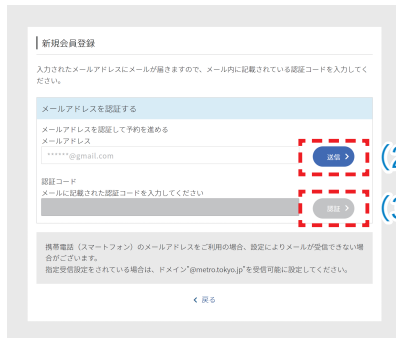 新規会員登録
入力されたメールアドレスにメールが届きますので、メール内に記載されている認証コードを入力してく
ださい。
メールアドレスを認証する
メールアドレスを認証して予約を進める
メールアドレス
******@gmail.com
送信 >
(2
認証コード
メールに記載された認証コードを入力してください
認証 >
(3
携帯電話（スマートフォン）のメールアドレスをご利用の場合、設定によりメールが受信できない場
合がございます。
指定受信設定をされている場合は、ドメイン"@metro.tokyo.jp"を受信可能に設定してください。
< 戻る